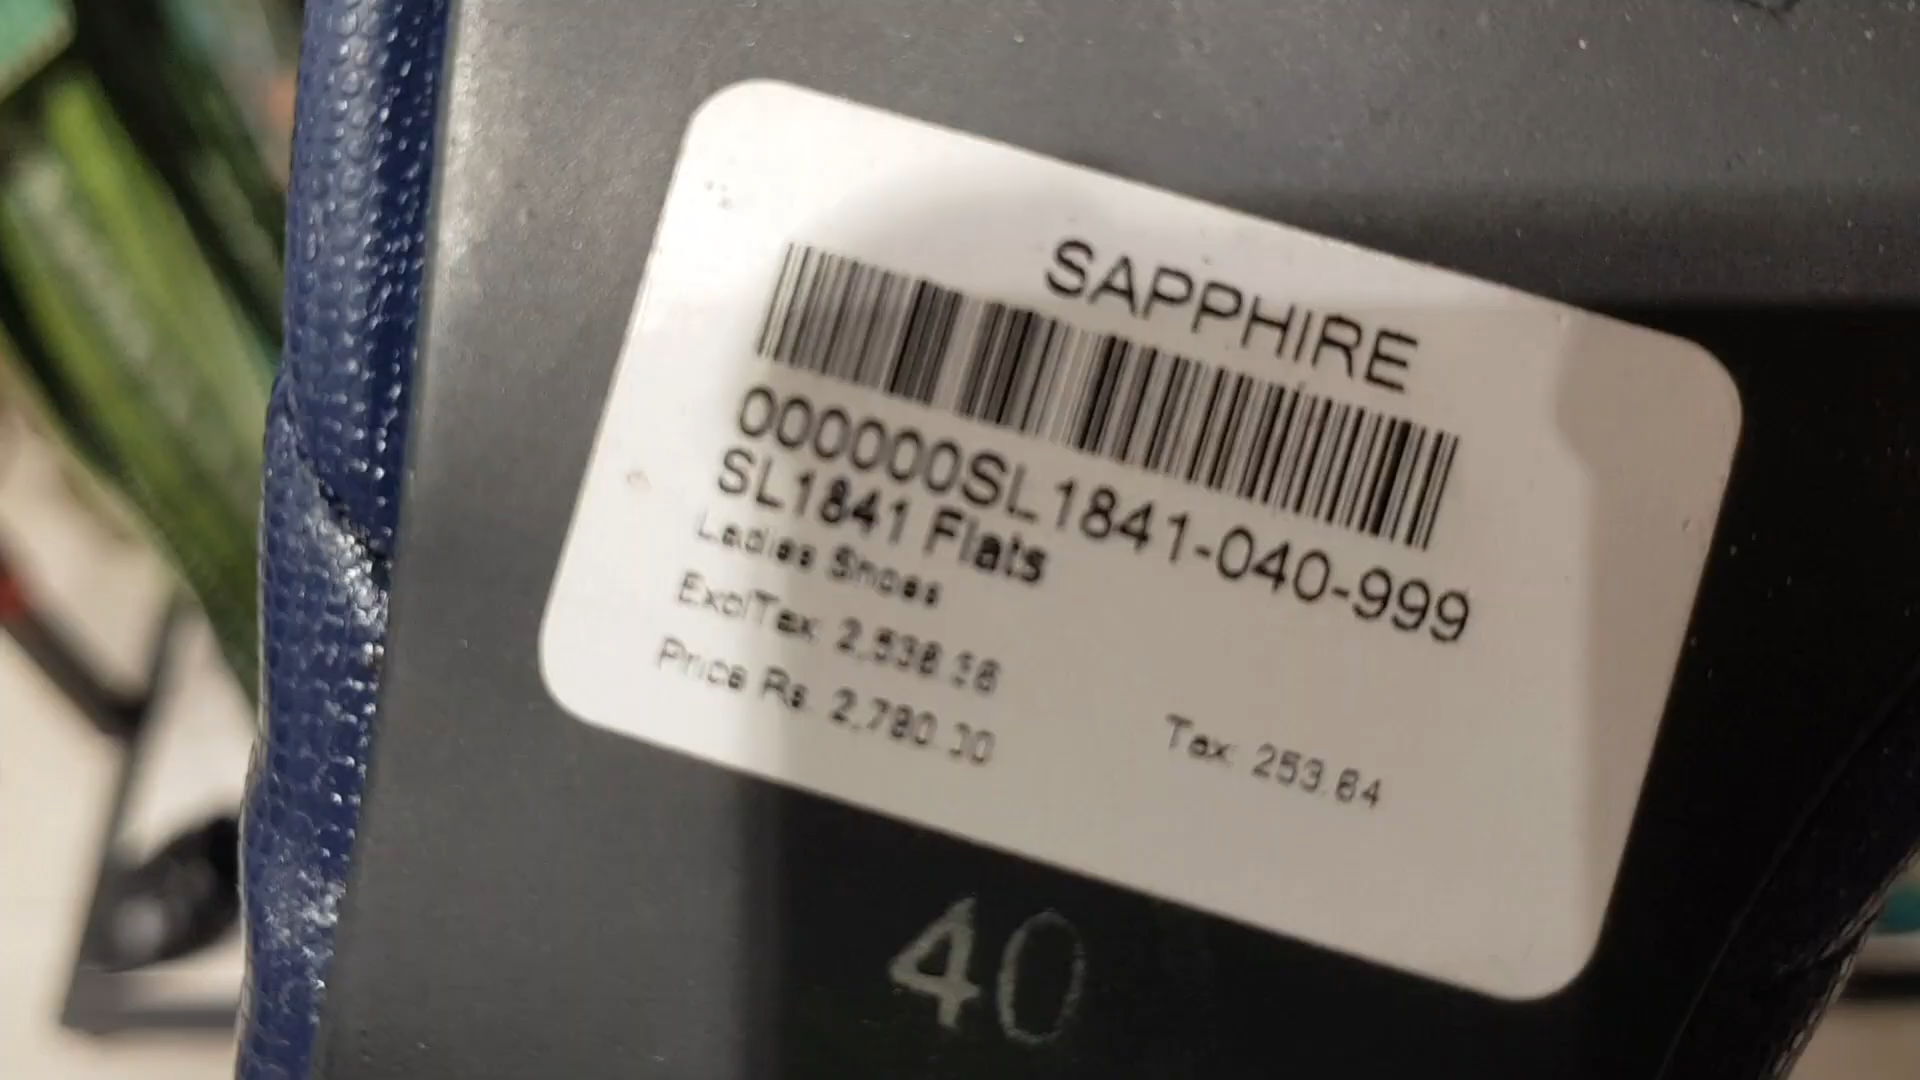 SAPPHIRE
000000SL1841-040-999
SL1841 Flats
Ladies Shoes
ExclTax: 2,536.36
Tax: 253.64
Price Rs. 2,790.00
40